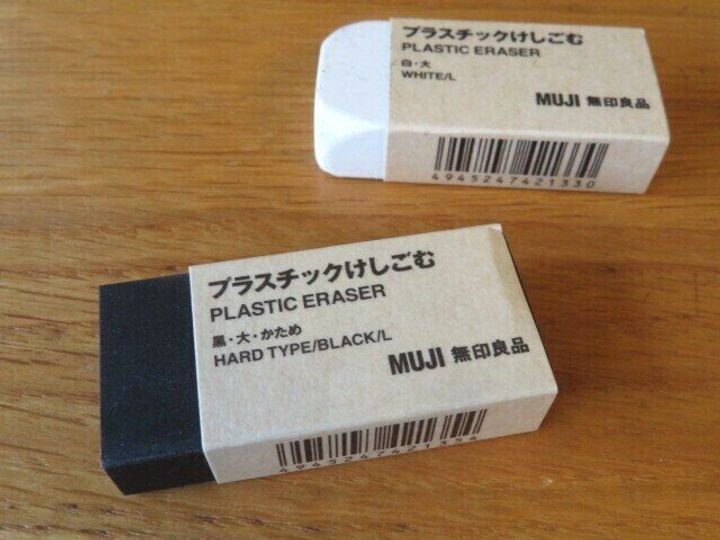 プラスチックけしごむ
PLASTIC ERASER
白・大
WHITE/L
MUJI 無印良品
4945247421330
プラスチックけしごむ
PLASTIC ERASER
黒・大・かため
HARD TYPE/BLACK/L
MUJI 無印良品
4945247421354